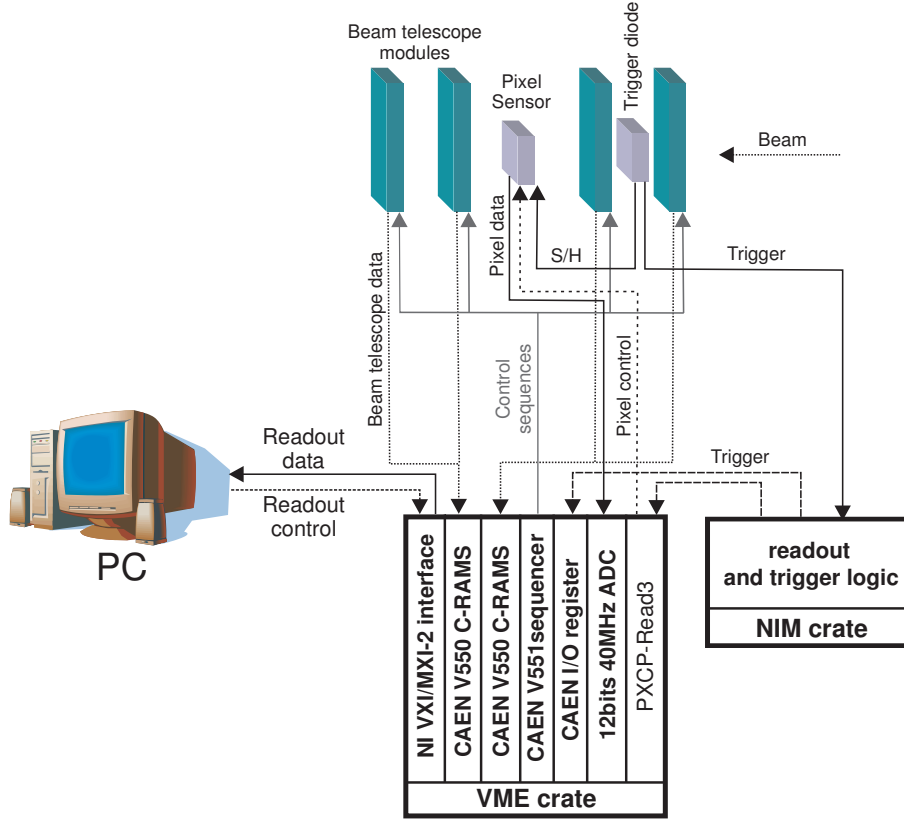 Beam telescope
modules
Pixel
Sensor
Trigger diode
Beam
Pixel data
S/H
Trigger
Beam telescope data
Control
sequences
Pixel control
Readout
data
Readout
control
PC
Trigger
NI VXI/MXI-2 interface
CAEN V550 C-RAMS
CAEN V550 C-RAMS
CAEN V551sequencer
CAEN I/O register
12bits 40MHz ADC
PXCP-Read3
VME crate
readout
and trigger logic
NIM crate